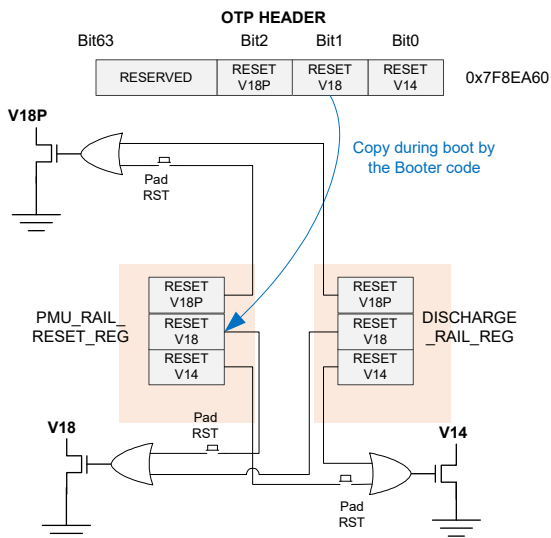 OTP HEADER
Bit63 Bit2 Bit1 Bit0
RESERVED
RESET
V18P
RESET
V18
RESET
V14
0x7F8EA60
V18P
Copy during boot by
the Booter code
Pad
RST
PMU_RAIL_
RESET_REG
RESET
V18P
RESET
V18
RESET
V14
RESET
V18P
RESET
V18
RESET
V14
DISCHARGE
_RAIL_REG
V18
Pad
RST
V14
Pad
RST